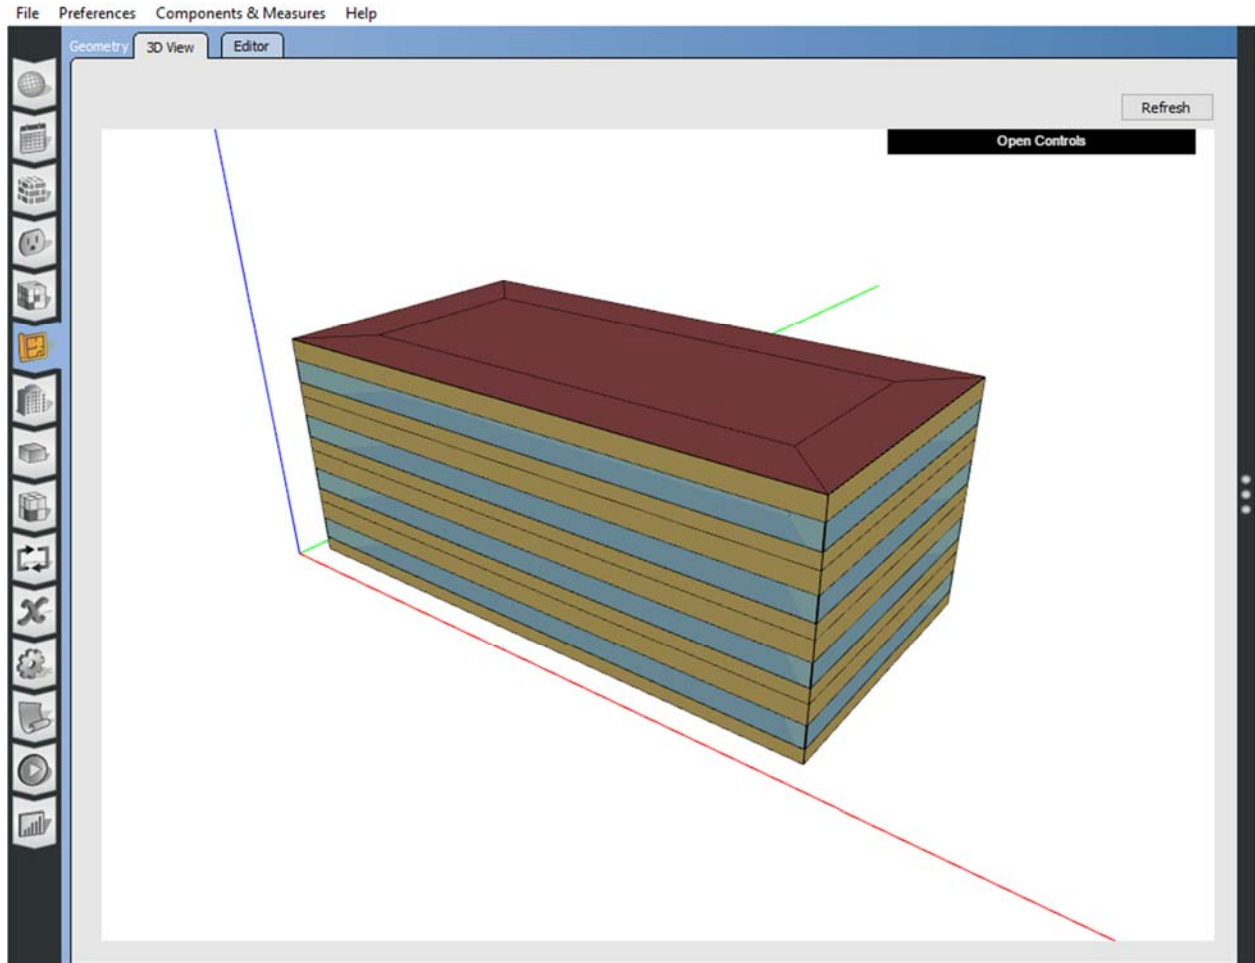 File Preferences Components & Measures Help
Geometry 3D View Editor
Refresh
Open Controls